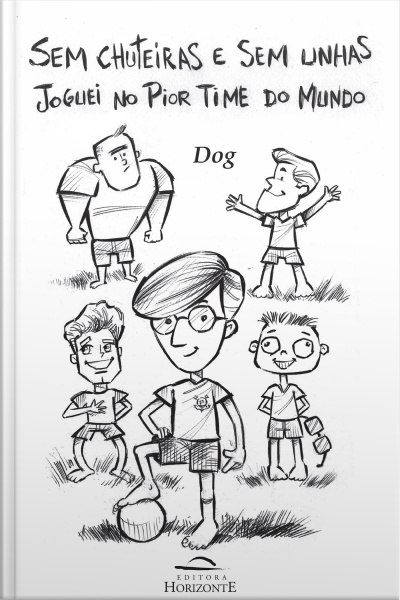 SEM CHUTEIRAS E SEM UNHAS
JOGUEI NO PIOR TIME DO MUNDO
Dog
EDITORA
HORIZONTE